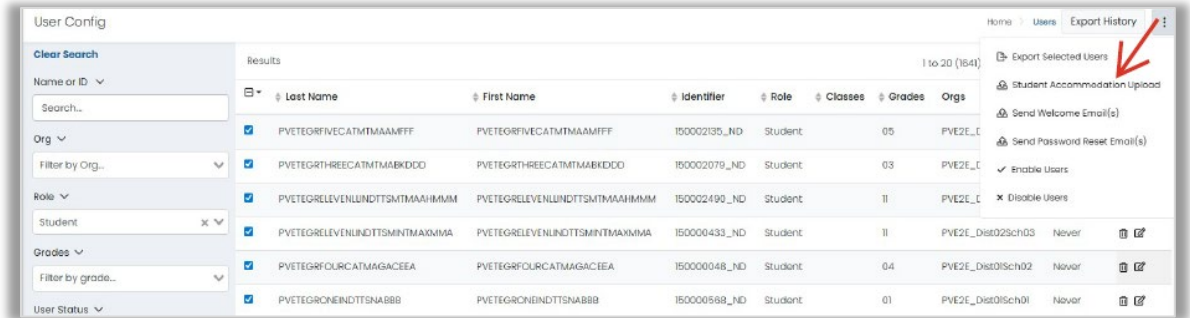 User Config
Home > Users Export History
Clear Search
Name or ID
Search...
Org
Filter by Org...
Role
Student
Grades
Filter by grade...
User Status
Results
1 to 20 (1641)
Last Name First Name Identifier Role Classes Grades Orgs
PVETEGRFIVECATMTMAAMFFF PVETEGRFIVECATMTMAAMFFF 150002135_ND Student 05 PVE2E_D
PVETEGRTHREECATMTMABKDDD PVETEGRTHREECATMTMABKDDD 150002079_ND Student 03 PVE2E_D
PVETEGRELEVENLINDTTSMTMAAHMMM PVETEGRELEVENLINDTTSMTMAAHMMM 150002490_ND Student 11 PVE2E_D
PVETEGRELEVENLINDTTSMINTMAXMMA PVETEGRELEVENLINDTTSMINTMAXMMA 150000433_ND Student 11 PVE2E_Dist02Sch03 Never
PVETEGRFOURCATMAGACEEA PVETEGRFOURCATMAGACEEA 150000048_ND Student 04 PVE2E_Dist01Sch02 Never
PVETEGRONEINDTTSNABBB PVETEGRONEINDTTSNABBB 150000568_ND Student 01 PVE2E_Dist01Sch01 Never
Export Selected Users
Student Accommodation Upload
Send Welcome Email(s)
Send Password Reset Email(s)
Enable Users
Disable Users